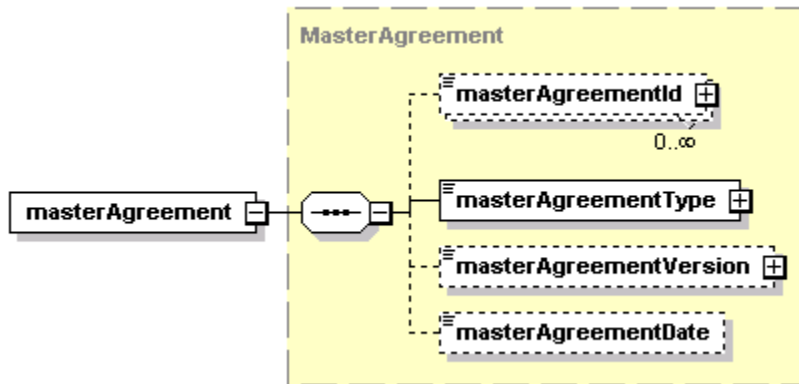 MasterAgreement
masterAgreementId
0..∞
masterAgreement
masterAgreementType
masterAgreementVersion
masterAgreementDate